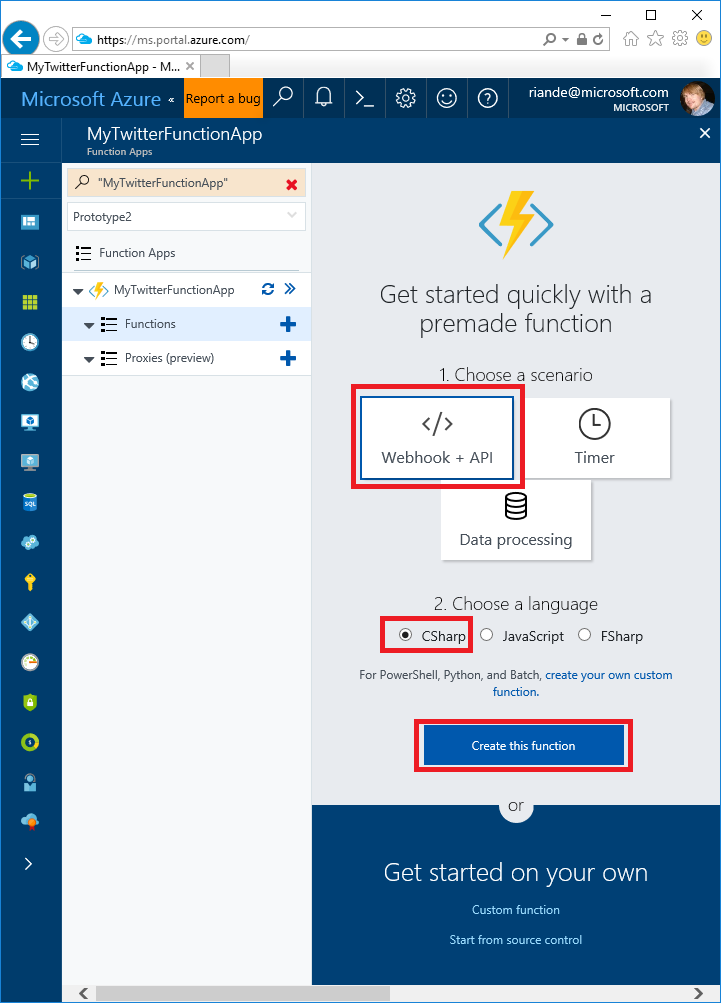 https://ms.portal.azure.com/
MyTwitterFunctionApp - M...
Microsoft Azure «
Report a bug
riande@microsoft.com
MICROSOFT
MyTwitterFunctionApp
Function Apps
"MyTwitterFunctionApp"
Prototype2
Function Apps
MyTwitterFunctionApp
Functions
Proxies (preview)
Get started quickly with a
premade function
1. Choose a scenario
</>
Webhook + API
Timer
Data processing
2. Choose a language
CSharp
JavaScript
FSharp
For PowerShell, Python, and Batch, create your own custom
function.
Create this function
or
Get started on your own
Custom function
Start from source control
SQL